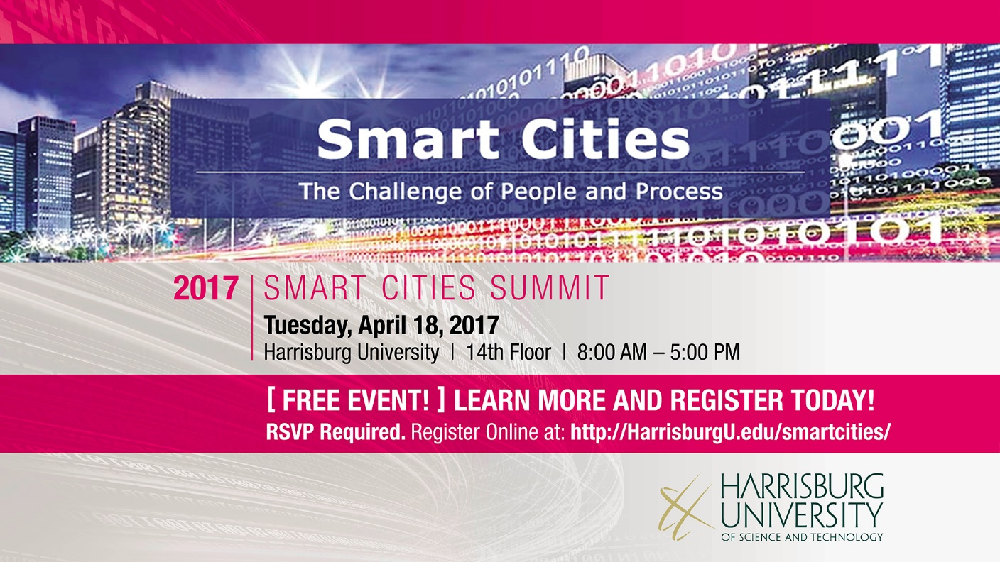 Smart Cities
The Challenge of People and Process
2017 | SMART CITIES SUMMIT
Tuesday, April 18, 2017
Harrisburg University | 14th Floor | 8:00 AM – 5:00 PM
[ FREE EVENT! ] LEARN MORE AND REGISTER TODAY!
RSVP Required. Register Online at: http://HarrisburgU.edu/smartcities/
HARRISBURG
UNIVERSITY
OF SCIENCE AND TECHNOLOGY